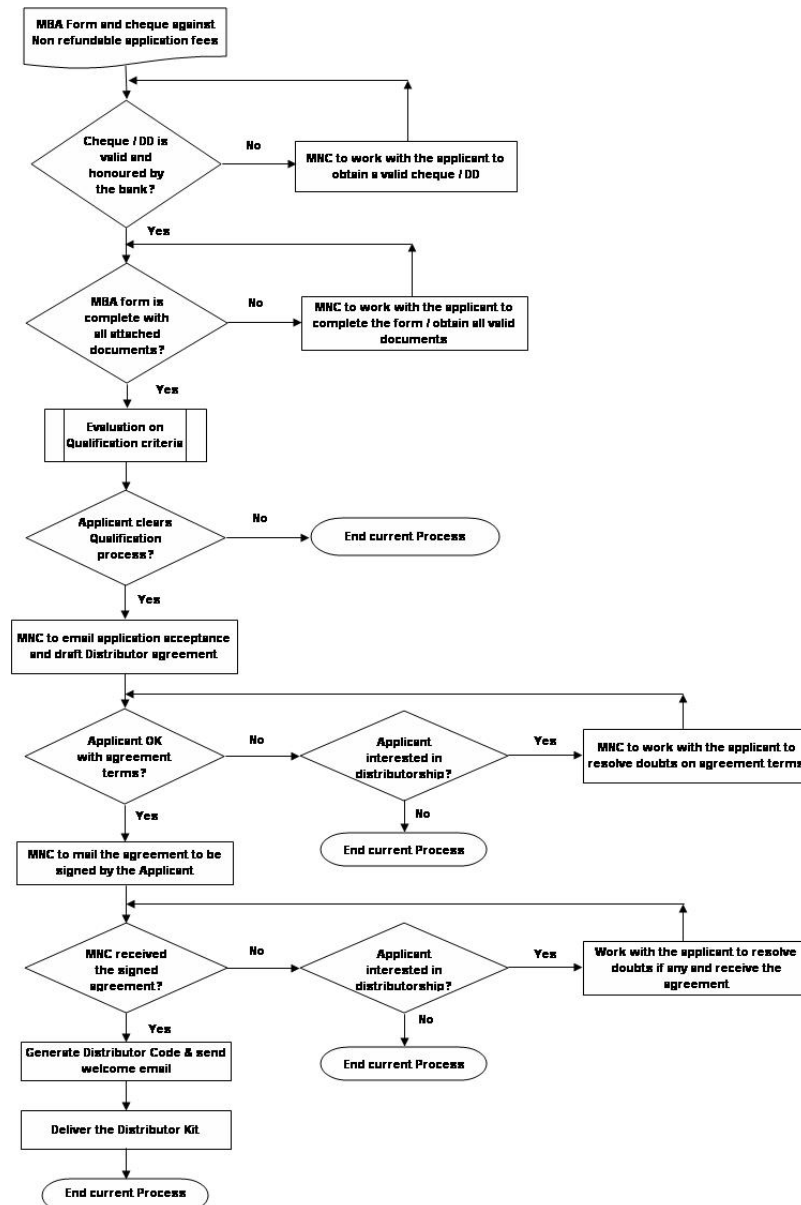 MBA Form and cheque against
Non refundable application fees
Cheque / DD is
valid and
honoured by
the bank?
No
MNC to work with the applicant to
obtain a valid cheque / DD
Yes
MBA form is
complete with
all attached
documents?
No
MNC to work with the applicant to
complete the form / obtain all valid
documents
Yes
Evaluation on
Qualification criteria
Applicant clears
Qualification
process?
No
End current Process
Yes
MNC to email application acceptance
and draft Distributor agreement
Applicant OK
with agreement
terms?
No
Applicant
interested in
distributorship?
Yes
MNC to work with the applicant to
resolve doubts on agreement terms
Yes
No
End current Process
MNC to mail the agreement to be
signed by the Applicant
MNC received
the signed
agreement?
No
Applicant
interested in
distributorship?
Yes
Work with the applicant to resolve
doubts if any and receive the
agreement
Yes
No
End current Process
Generate Distributor Code & send
welcome email
Deliver the Distributor Kit
End current Process